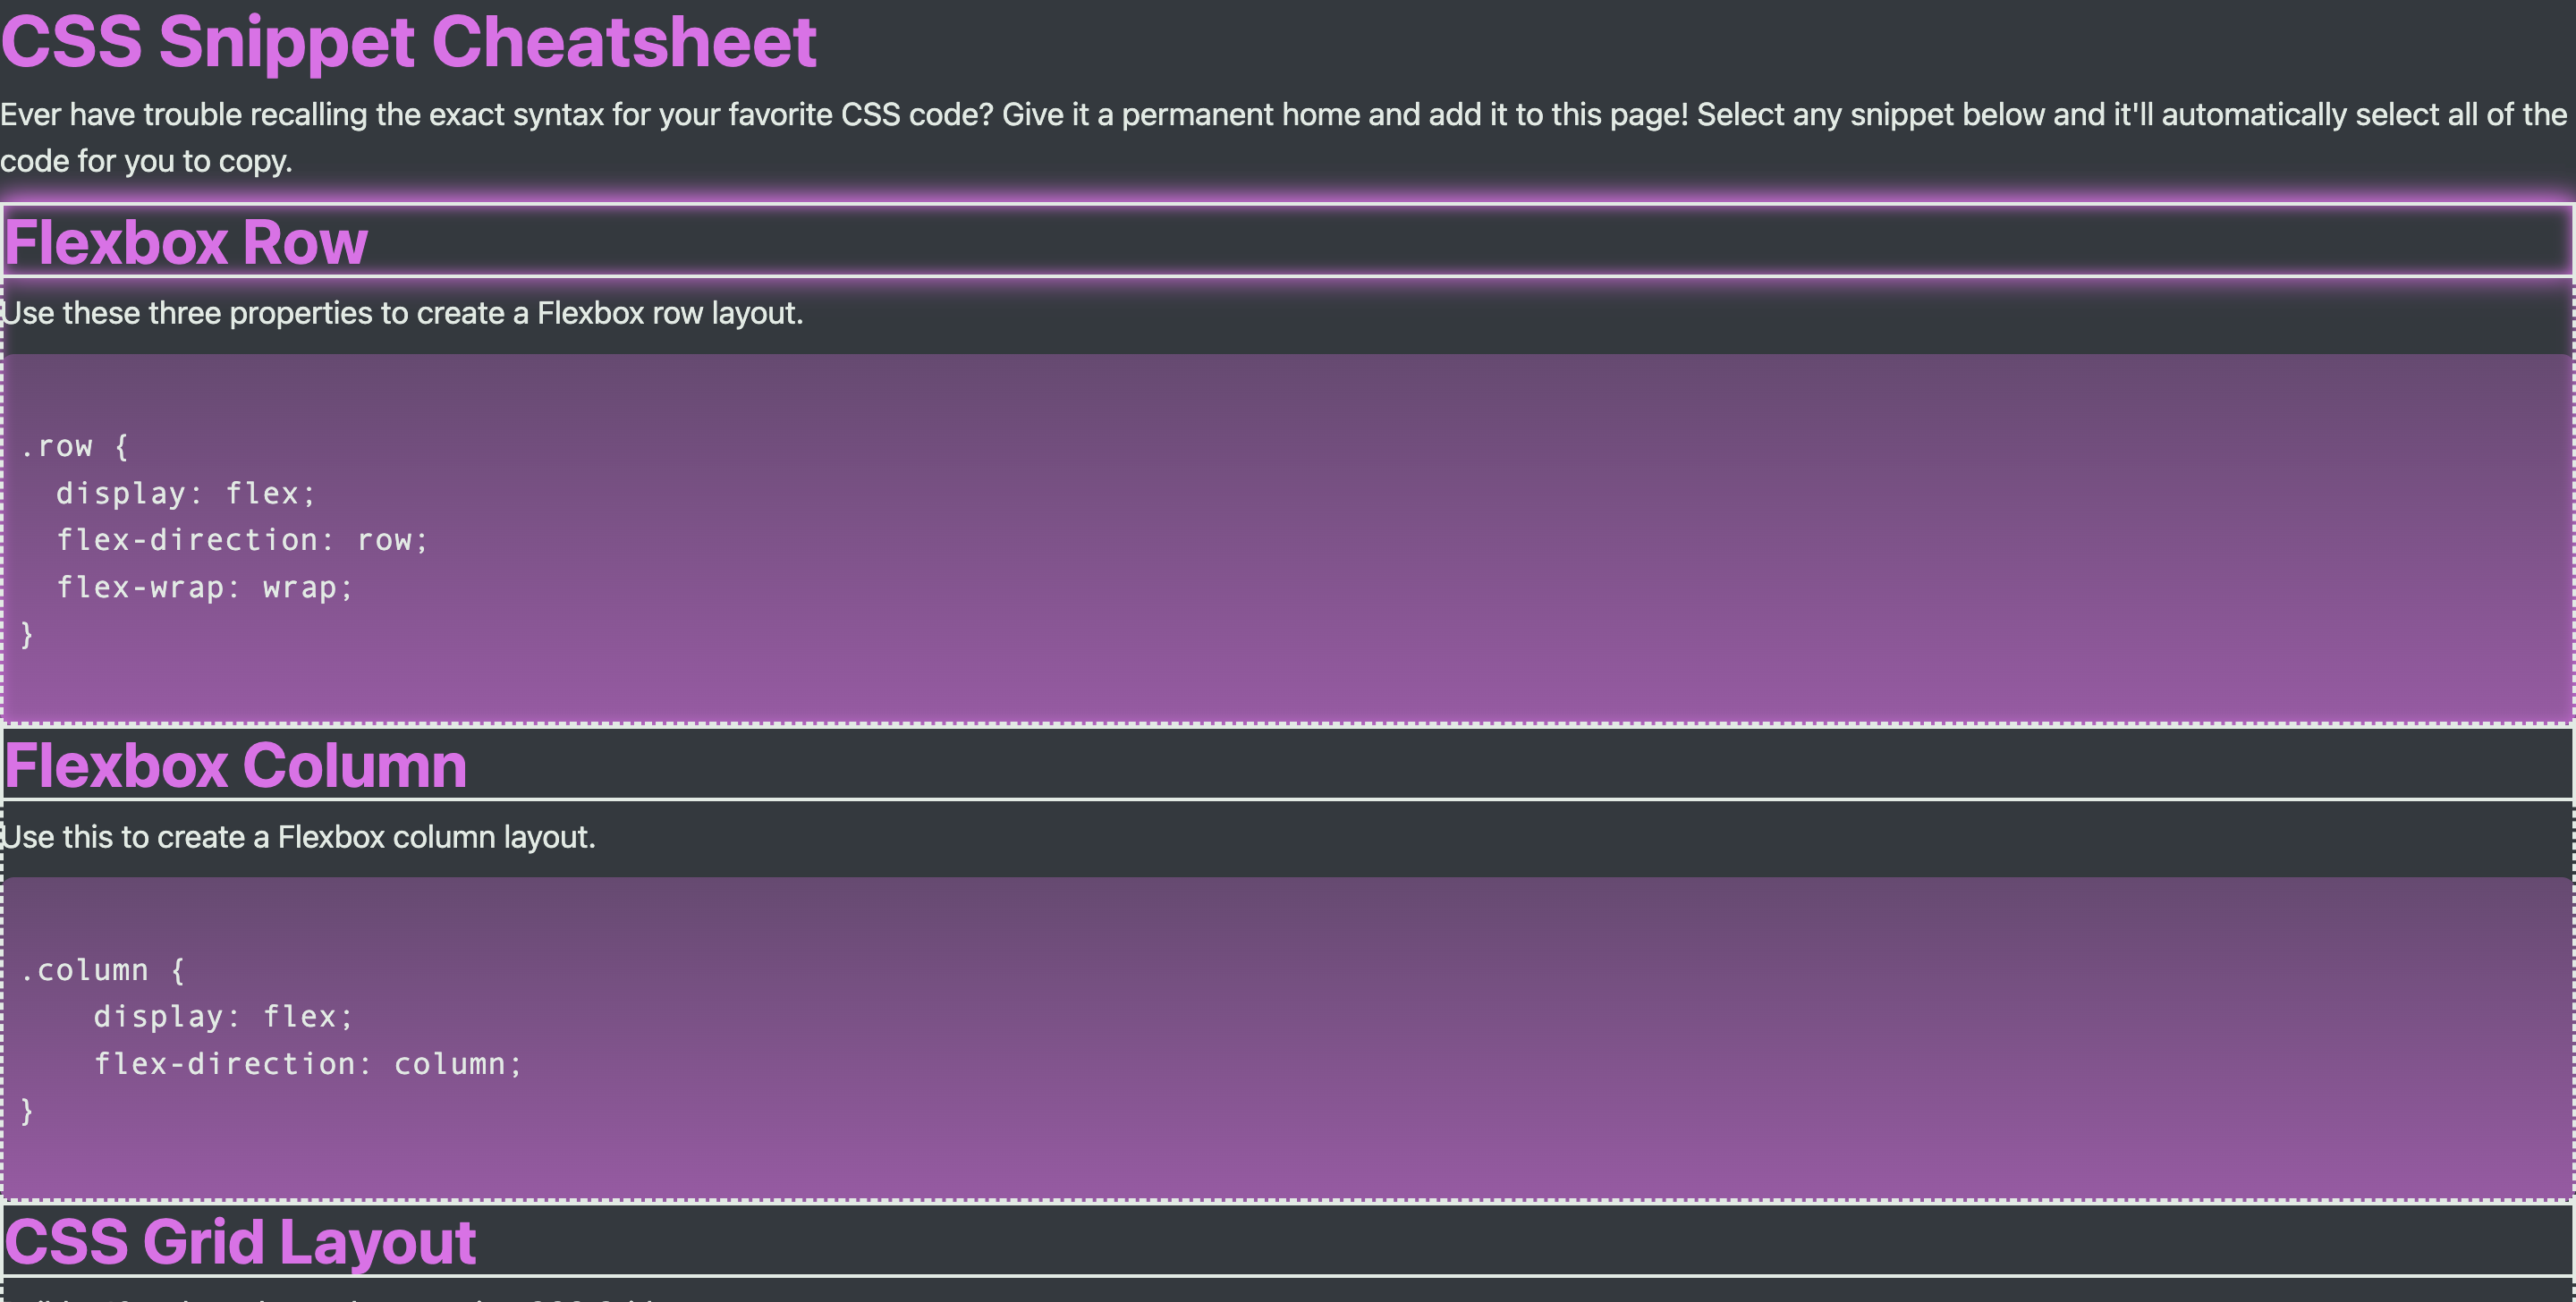 CSS Snippet Cheatsheet
Ever have trouble recalling the exact syntax for your favorite CSS code? Give it a permanent home and add it to this page! Select any snippet below and it'll automatically select all of the
code for you to copy.
Flexbox Row
Use these three properties to create a Flexbox row layout.
.row {
  display: flex;
  flex-direction: row;
  flex-wrap: wrap;
}
Flexbox Column
Use this to create a Flexbox column layout.
.column {
    display: flex;
    flex-direction: column;
}
CSS Grid Layout